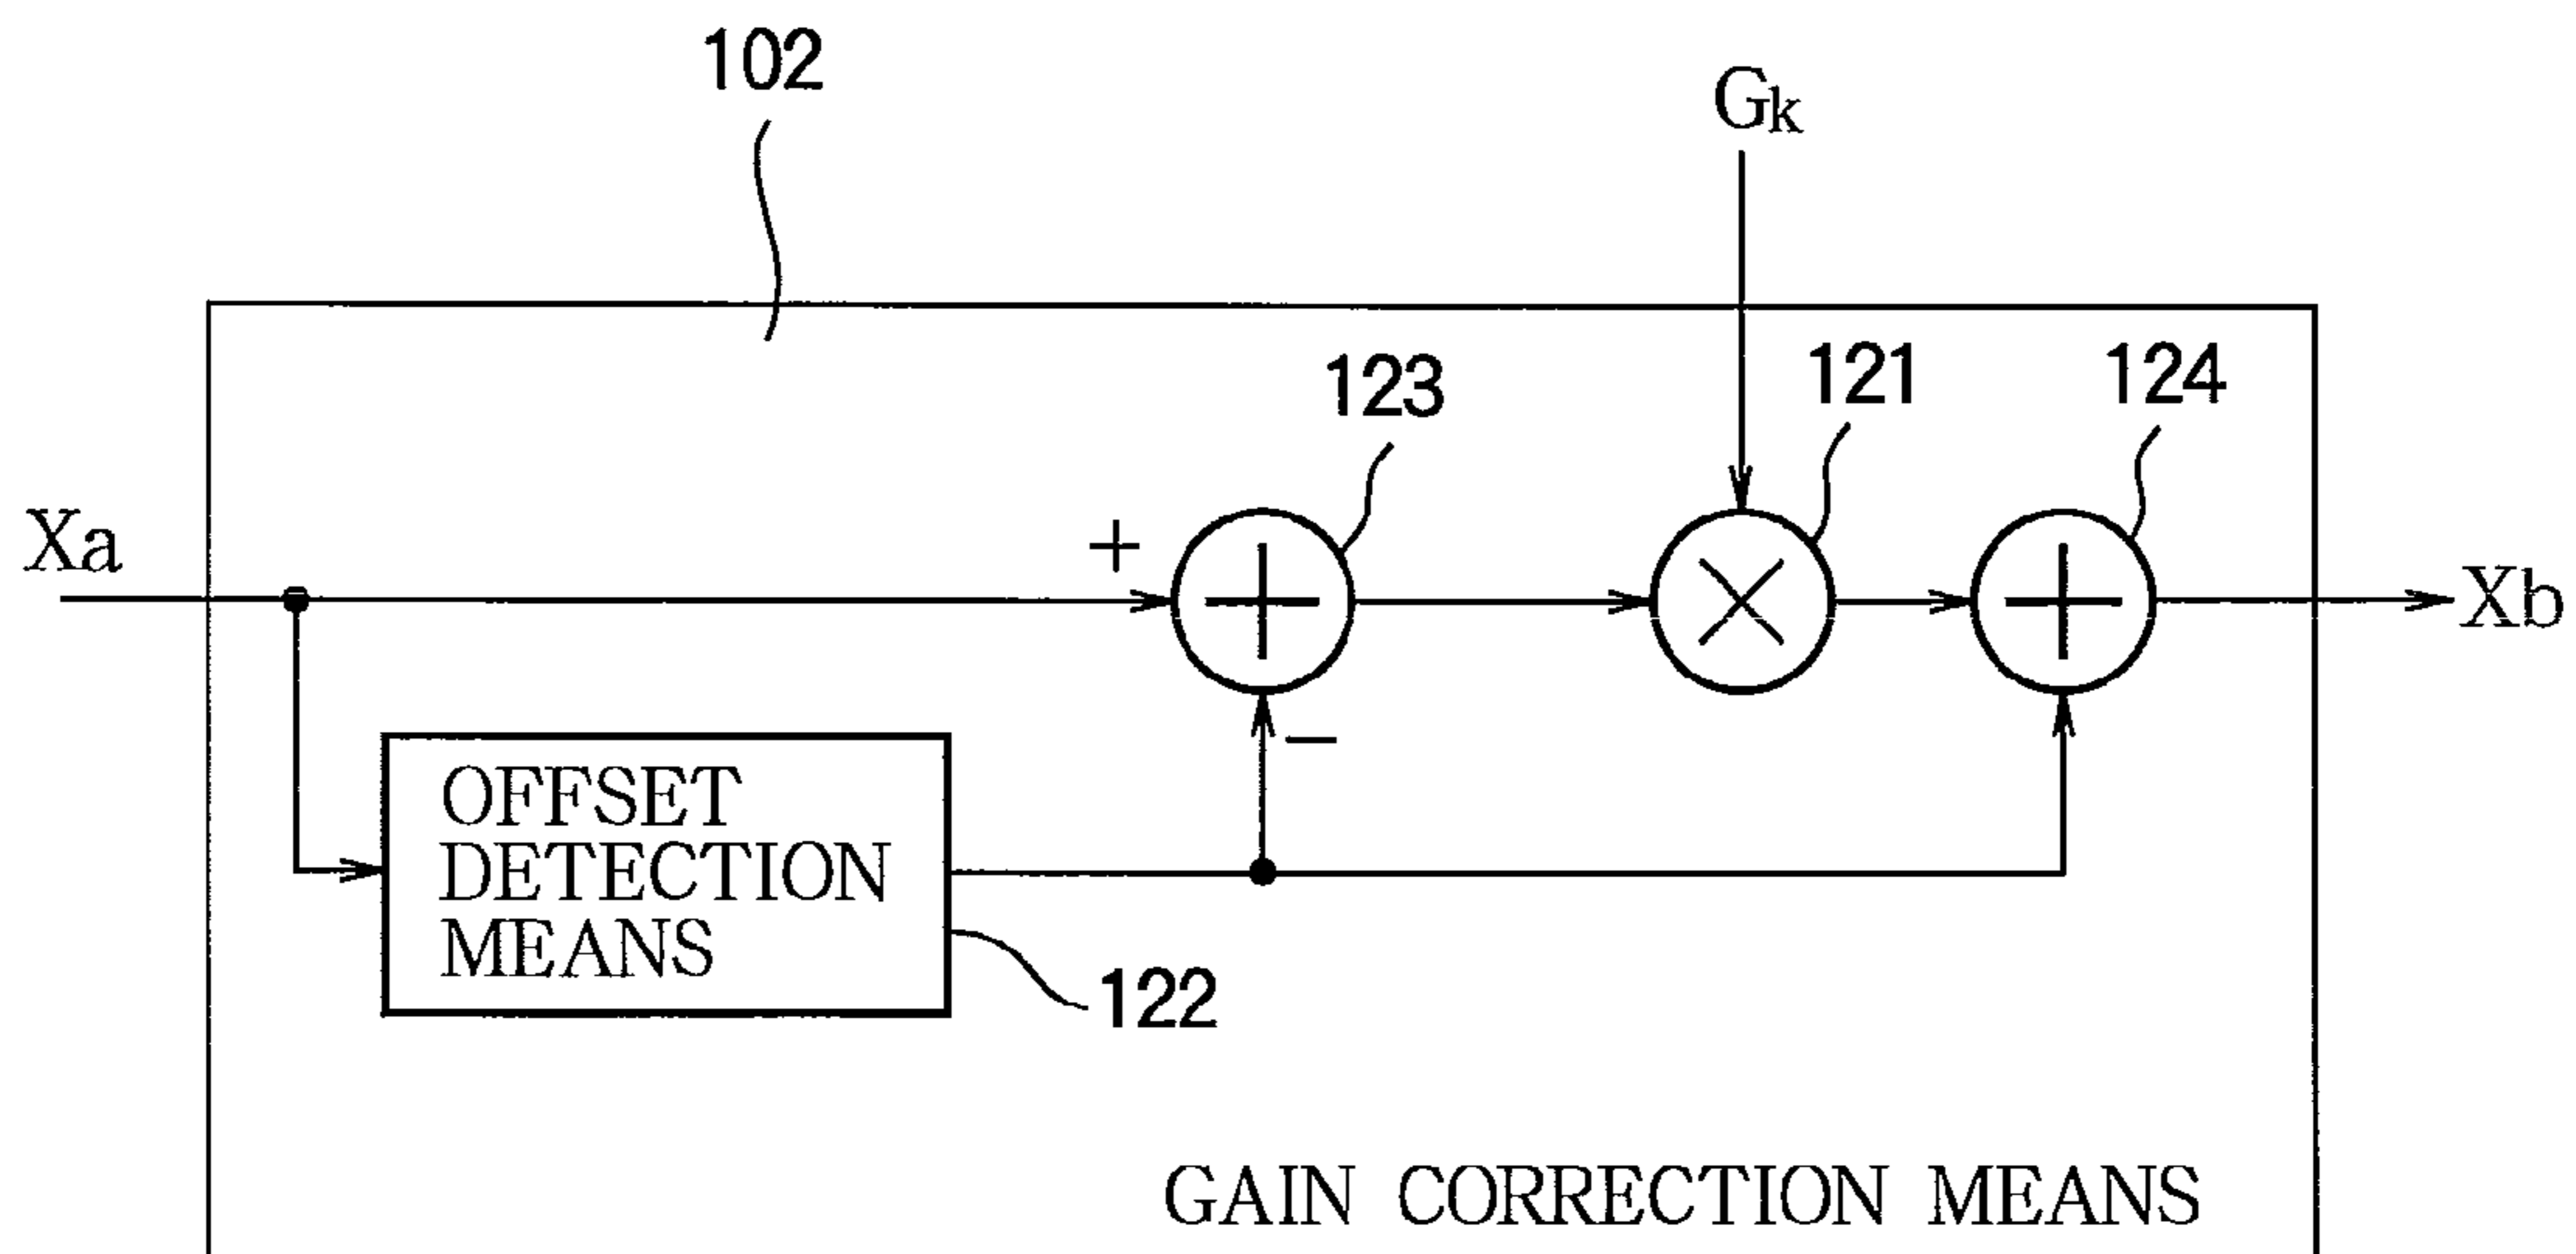 102
Gk
123
121
124
Xa
+
Xb
−
OFFSET
DETECTION
MEANS
122
GAIN CORRECTION MEANS